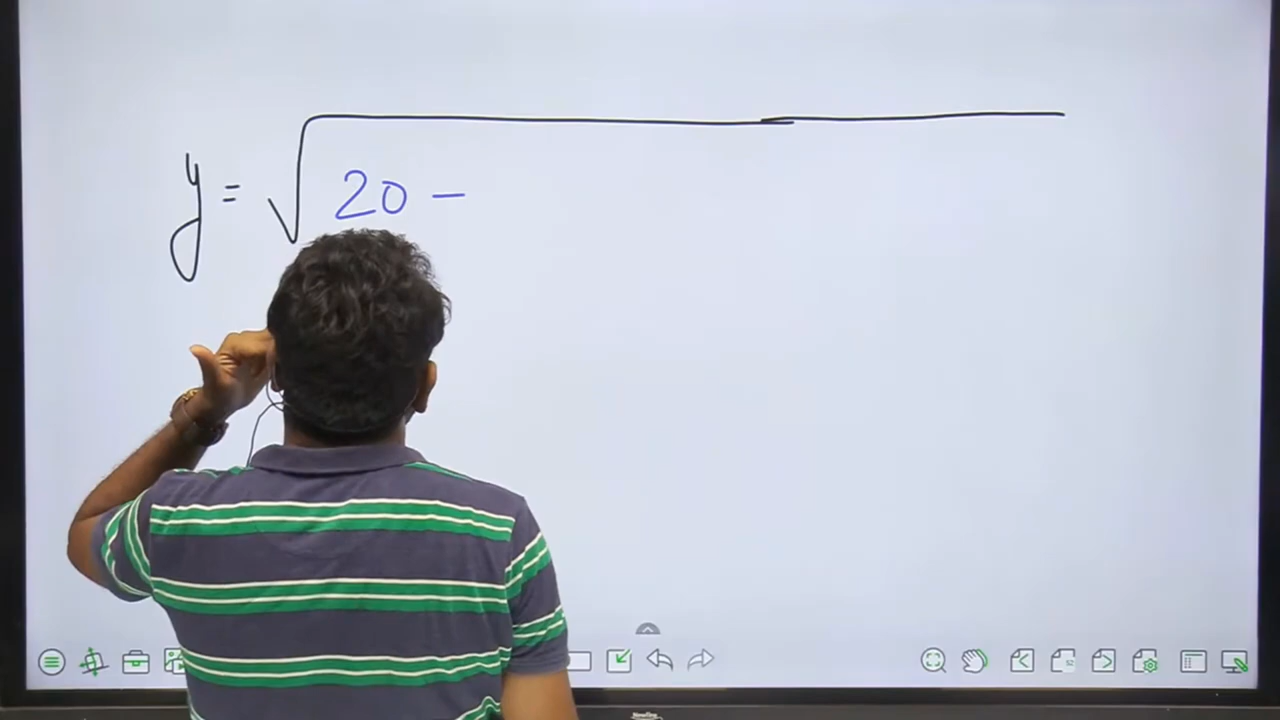 y = √20 –